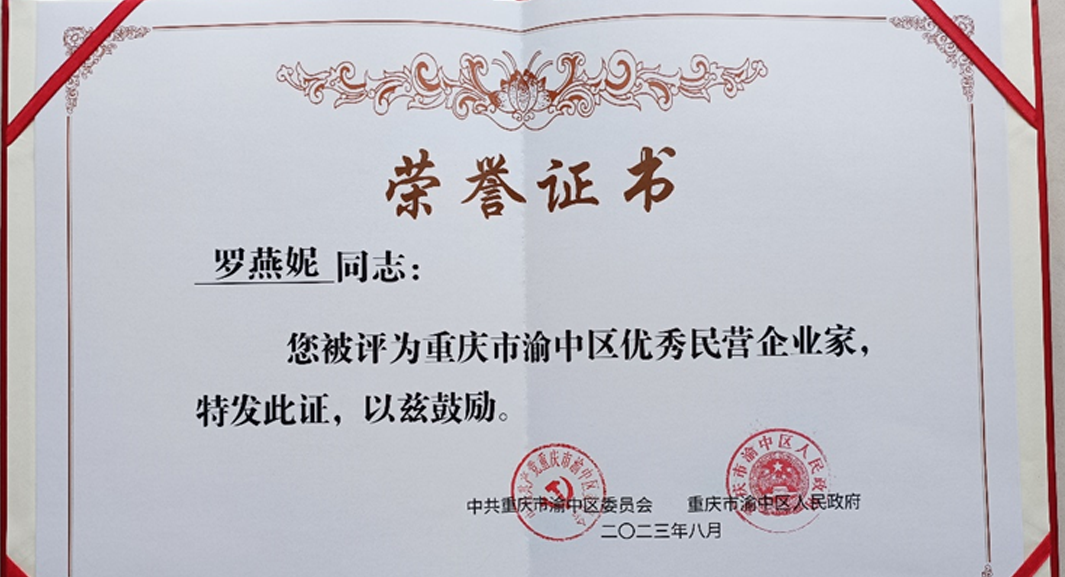 荣誉证书
罗燕妮 同志：
您被评为重庆市渝中区优秀民营企业家，
特发此证，以兹鼓励。
中共重庆市渝中区委员会 重庆市渝中区人民政府
二〇二三年八月